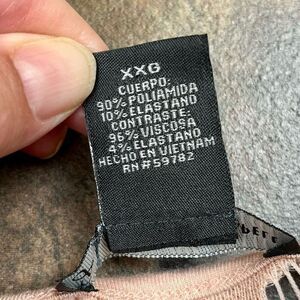 XXG
CUERPO:
90% POLIAMIDA
10% ELASTANO
CONTRASTE:
96% VISCOSA
4% ELASTANO
HECHO EN VIETNAM
RN#59782